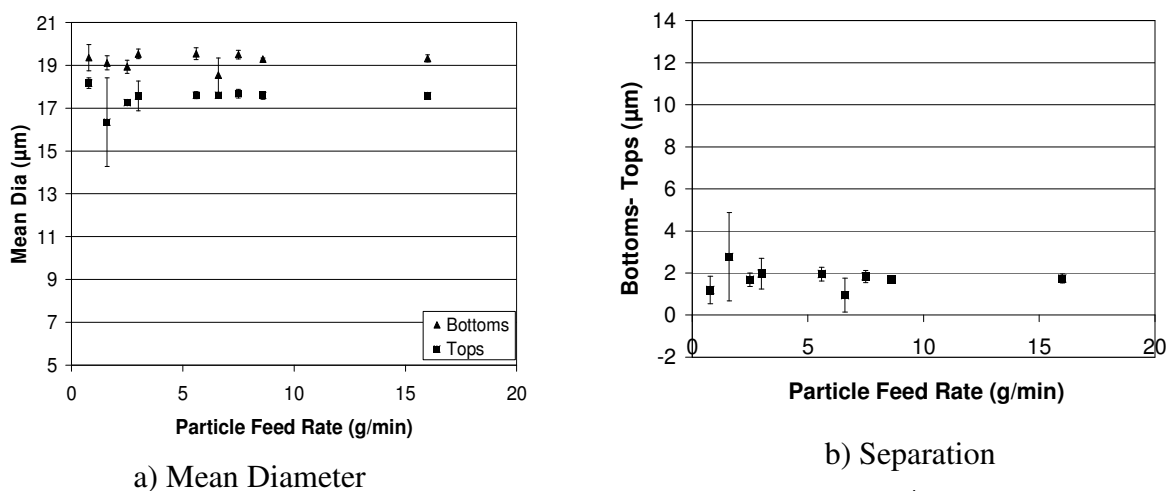 21
19
17
15
13
11
9
7
5
Mean Dia (µm)
Bottoms
Tops
0 5 10 15 20
Particle Feed Rate (g/min)
a) Mean Diameter
14
12
10
8
6
4
2
0
-2
Bottoms- Tops (µm)
0 5 10 15 20
Particle Feed Rate (g/min)
b) Separation